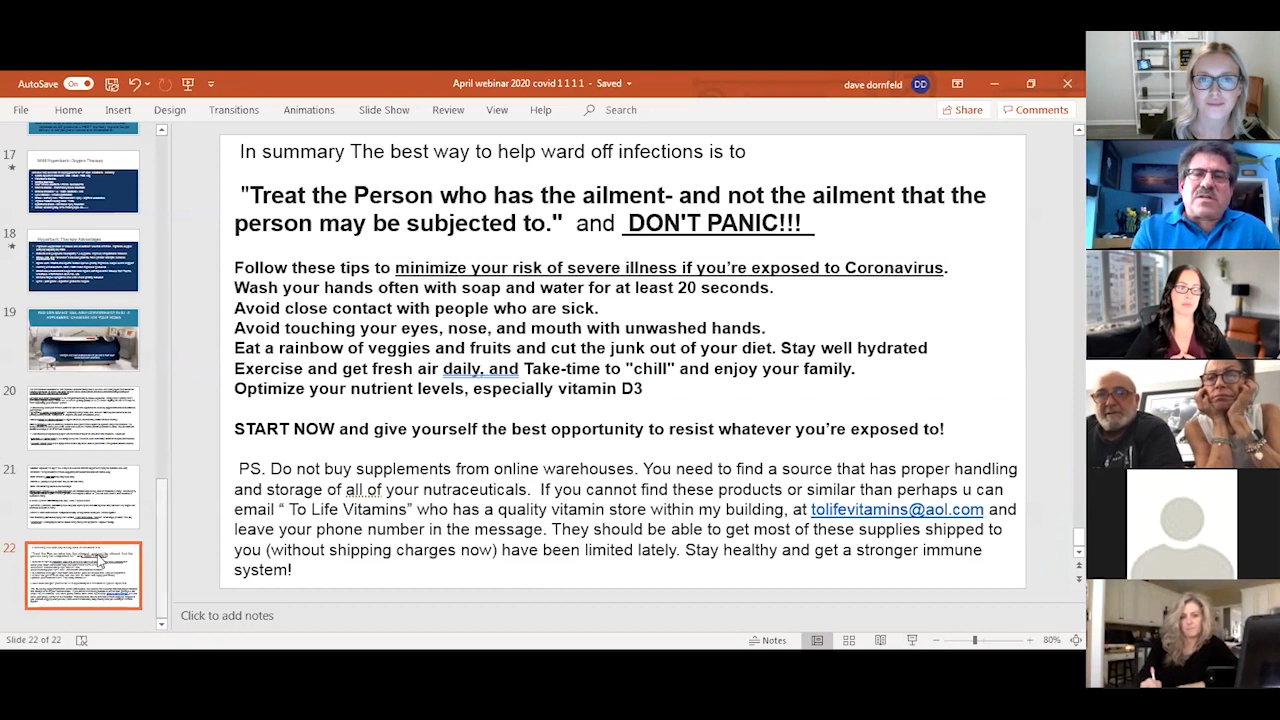 AutoSave On
April webinar 2020 covid 1 1 1 1 - Saved
dave dornfeld DD
File Home Insert Design Transitions Animations Slide Show Review View Help Search Share Comments
17
18
Hyperbaric Therapy Advantages
19
20
21
22
In summary The best way to help ward off infections is to
"Treat the Person who has the ailment- and not the ailment that the
person may be subjected to." and DON'T PANIC!!!
Follow these tips to minimize your risk of severe illness if you're exposed to Coronavirus.
Wash your hands often with soap and water for at least 20 seconds.
Avoid close contact with people who are sick.
Avoid touching your eyes, nose, and mouth with unwashed hands.
Eat a rainbow of veggies and fruits and cut the junk out of your diet. Stay well hydrated
Exercise and get fresh air daily, and Take-time to "chill" and enjoy your family.
Optimize your nutrient levels, especially vitamin D3
START NOW and give yourself the best opportunity to resist whatever you're exposed to!
PS. Do not buy supplements from online warehouses. You need to find a source that has proper handling
and storage of all of your nutraceuticals. If you cannot find these products or similar than perhaps u can
email “ To Life Vitamins” who has a quality vitamin store within my building, at tolifevitamins@aol.com and
leave your phone number in the message. They should be able to get most of these supplies shipped to
you (without shipping charges now) have been limited lately. Stay healthy and get a stronger immune
system!
Click to add notes
Slide 22 of 22 Notes 80%